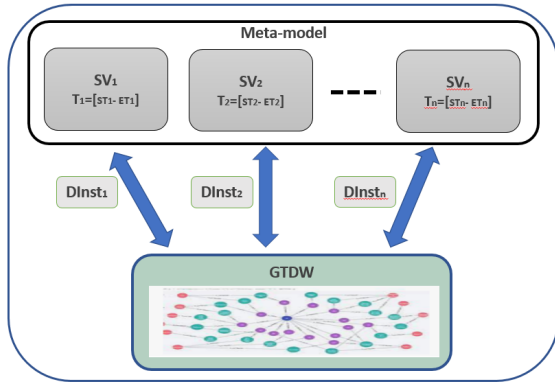 Meta-model
SV₁
T₁=[ST₁- ET₁]
SV₂
T₂=[ST₂- ET₂]
SVₙ
Tₙ=[STₙ- ETₙ]
DInst₁
DInst₂
DInstₙ
GTDW